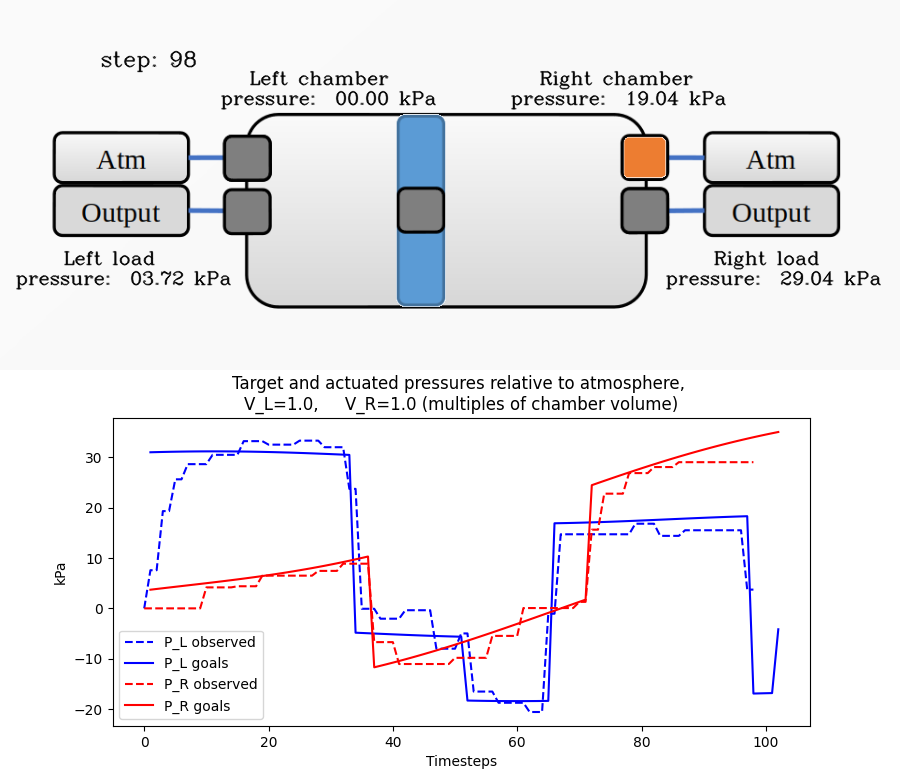 step: 98
Left chamber
pressure: 00.00 kPa
Right chamber
pressure: 19.04 kPa
Atm
Output
Atm
Output
Left load
pressure: 03.72 kPa
Right load
pressure: 29.04 kPa
Target and actuated pressures relative to atmosphere,
V_L=1.0, V_R=1.0 (multiples of chamber volume)
kPa
30
20
10
0
−10
−20
P_L observed
P_L goals
P_R observed
P_R goals
0 20 40 60 80 100
Timesteps